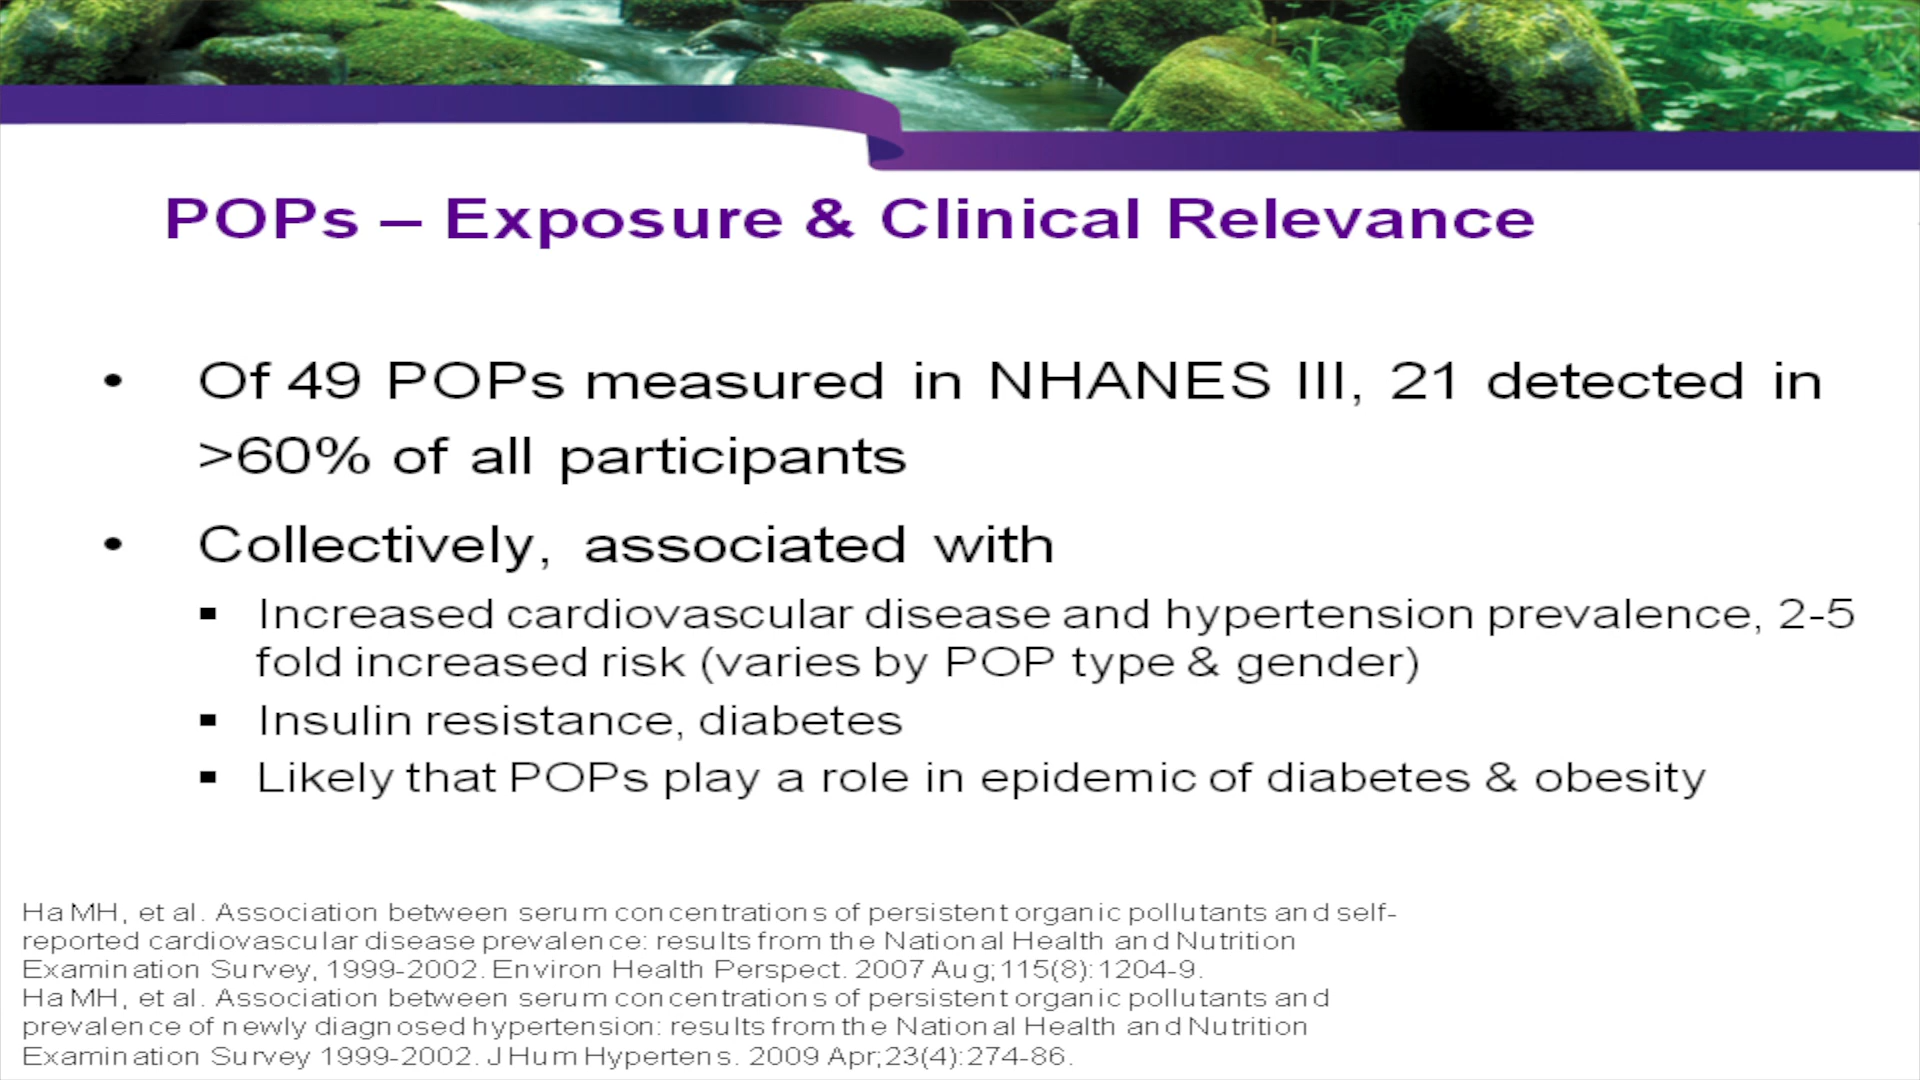 POPs – Exposure & Clinical Relevance
• Of 49 POPs measured in NHANES III, 21 detected in
>60% of all participants
• Collectively, associated with
▪ Increased cardiovascular disease and hypertension prevalence, 2-5
fold increased risk (varies by POP type & gender)
▪ Insulin resistance, diabetes
▪ Likely that POPs play a role in epidemic of diabetes & obesity
Ha MH, et al. Association between serum concentrations of persistent organic pollutants and self-
reported cardiovascular disease prevalence: results from the National Health and Nutrition
Examination Survey, 1999-2002. Environ Health Perspect. 2007 Aug;115(8):1204-9.
Ha MH, et al. Association between serum concentrations of persistent organic pollutants and
prevalence of newly diagnosed hypertension: results from the National Health and Nutrition
Examination Survey 1999-2002. J Hum Hypertens. 2009 Apr;23(4):274-86.